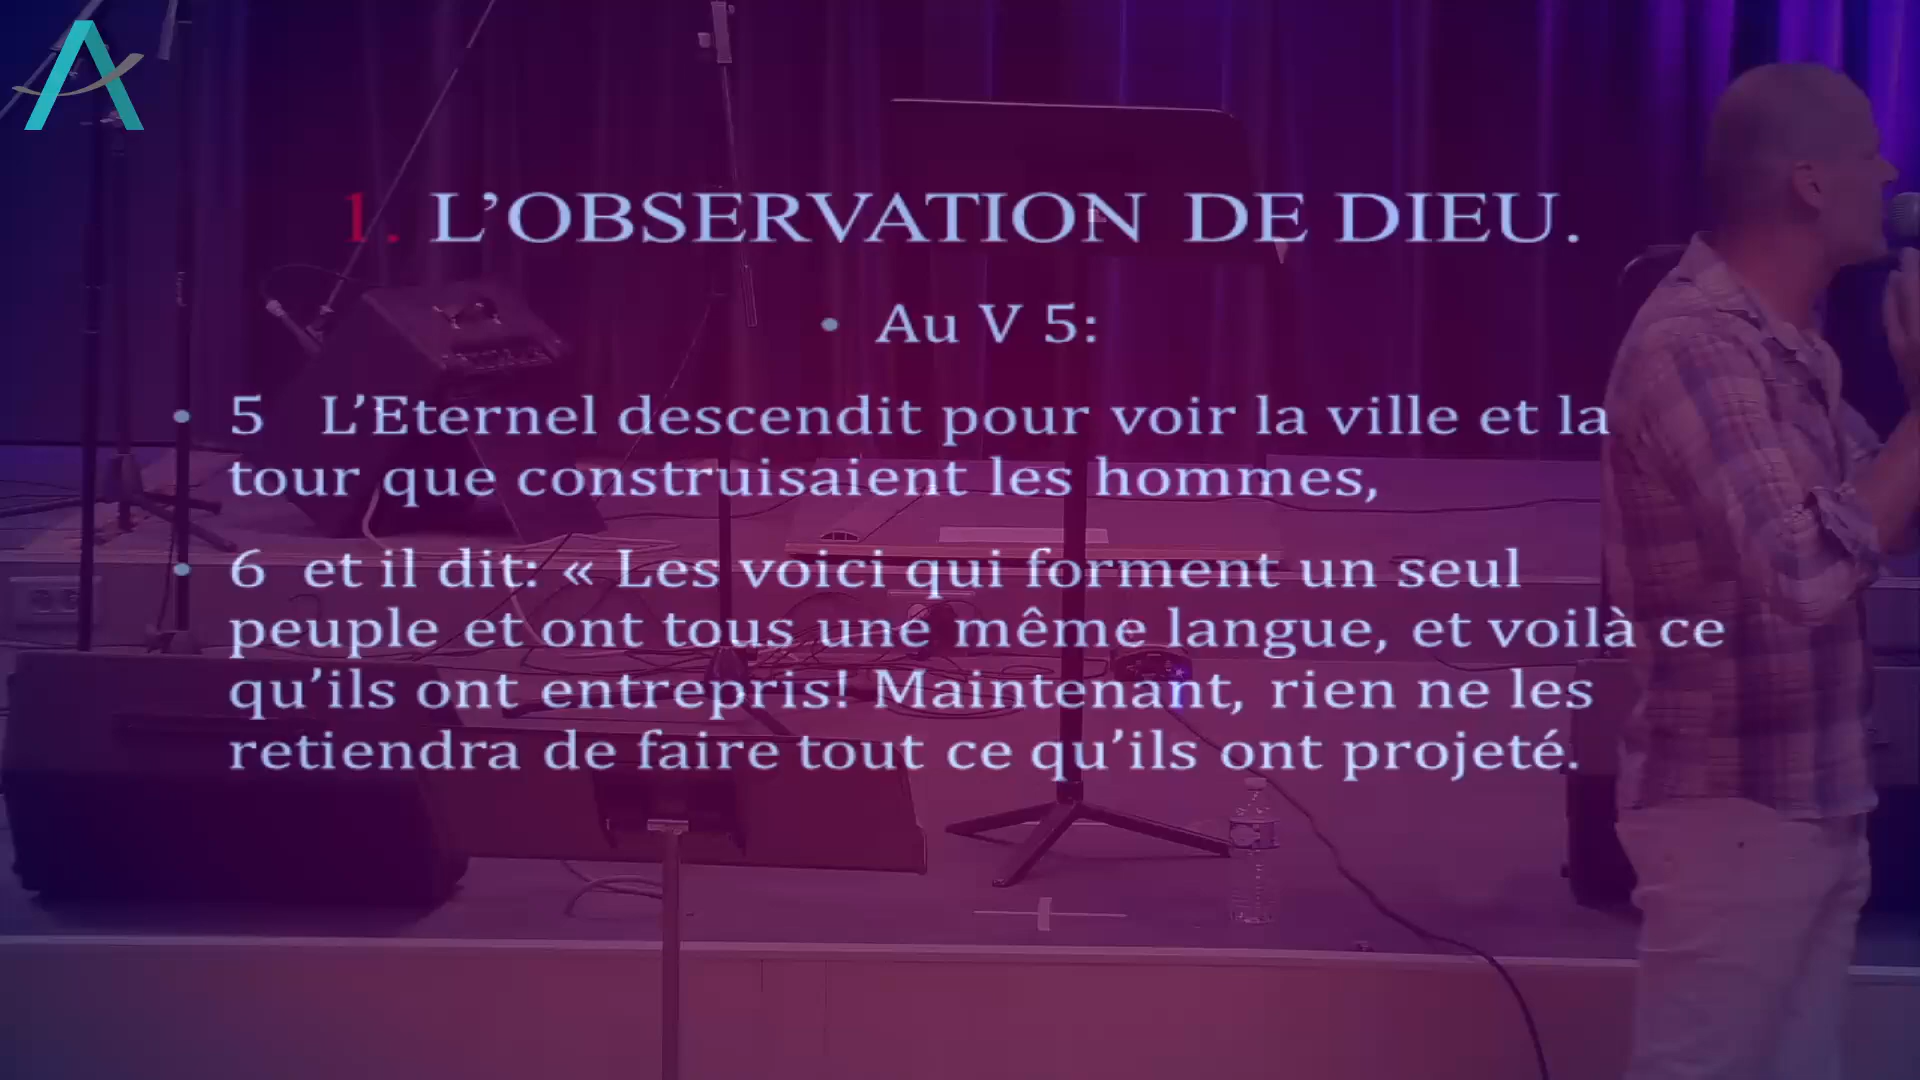 1. L’OBSERVATION DE DIEU.
• Au V 5:
• 5 L’Eternel descendit pour voir la ville et la
tour que construisaient les hommes,
• 6 et il dit: « Les voici qui forment un seul
peuple et ont tous une même langue, et voilà ce
qu’ils ont entrepris! Maintenant, rien ne les
retiendra de faire tout ce qu’ils ont projeté.